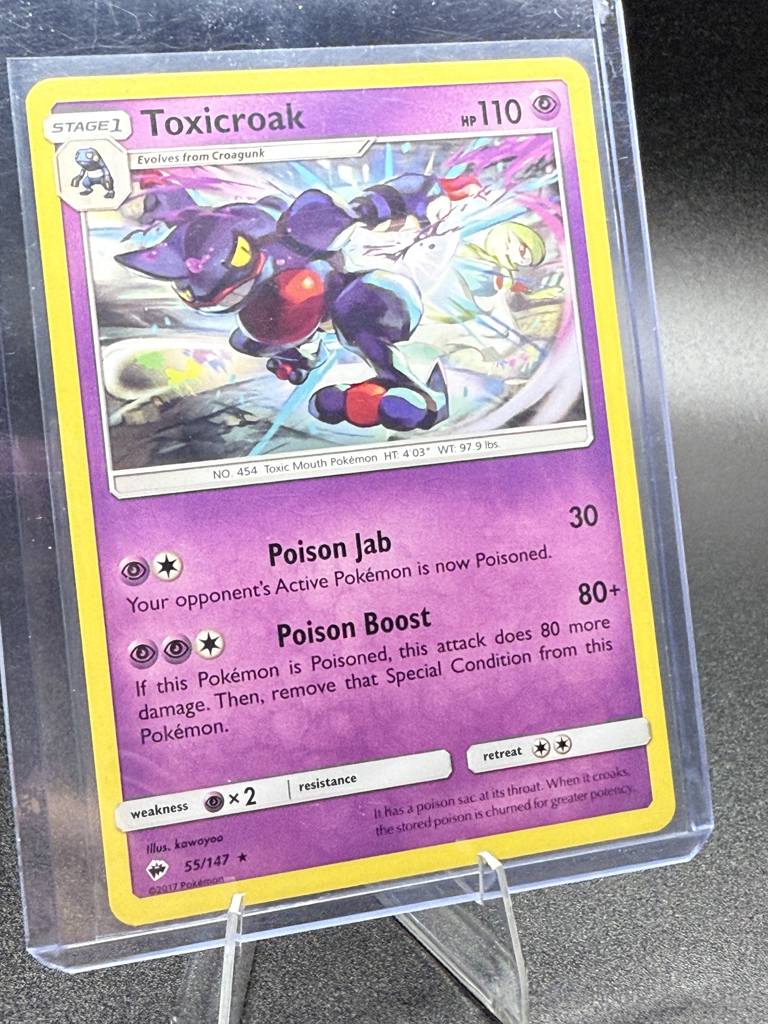 STAGE1 Toxicroak HP110
Evolves from Croagunk
NO. 454 Toxic Mouth Pokémon HT: 4'03" WT: 97.9 lbs.
Poison Jab 30
Your opponent's Active Pokémon is now Poisoned.
Poison Boost 80+
If this Pokémon is Poisoned, this attack does 80 more
damage. Then, remove that Special Condition from this
Pokémon.
weakness ×2 resistance retreat
It has a poison sac at its throat. When it croaks,
the stored poison is churned for greater potency.
Illus. kawayoo
55/147 ★
©2017 Pokémon